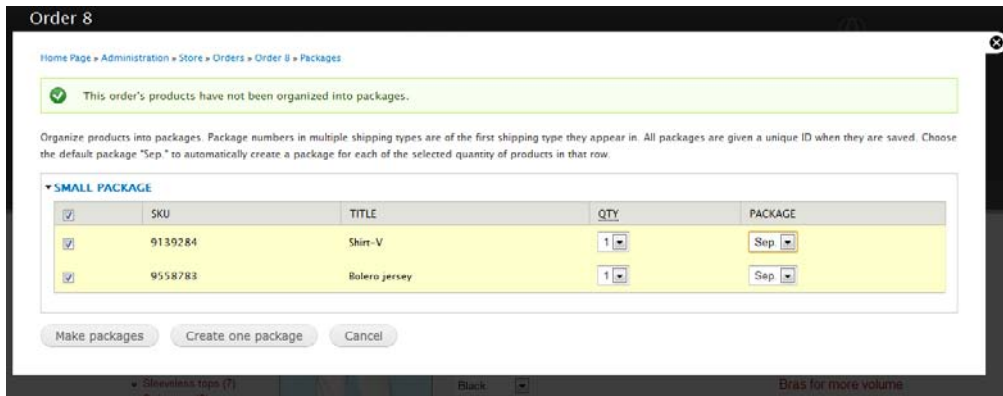 Order 8
Home Page » Administration » Store » Orders » Order 8 » Packages
This order's products have not been organized into packages.
Organize products into packages. Package numbers in multiple shipping types are of the first shipping type they appear in. All packages are given a unique ID when they are saved. Choose
the default package "Sep." to automatically create a package for each of the selected quantity of products in that row.
SMALL PACKAGE
SKU TITLE QTY PACKAGE
9139284 Shirt-V 1 Sep.
9558783 Bolero jersey 1 Sep.
Make packages Create one package Cancel
Sleeveless tops (7) Black Bras for more volume